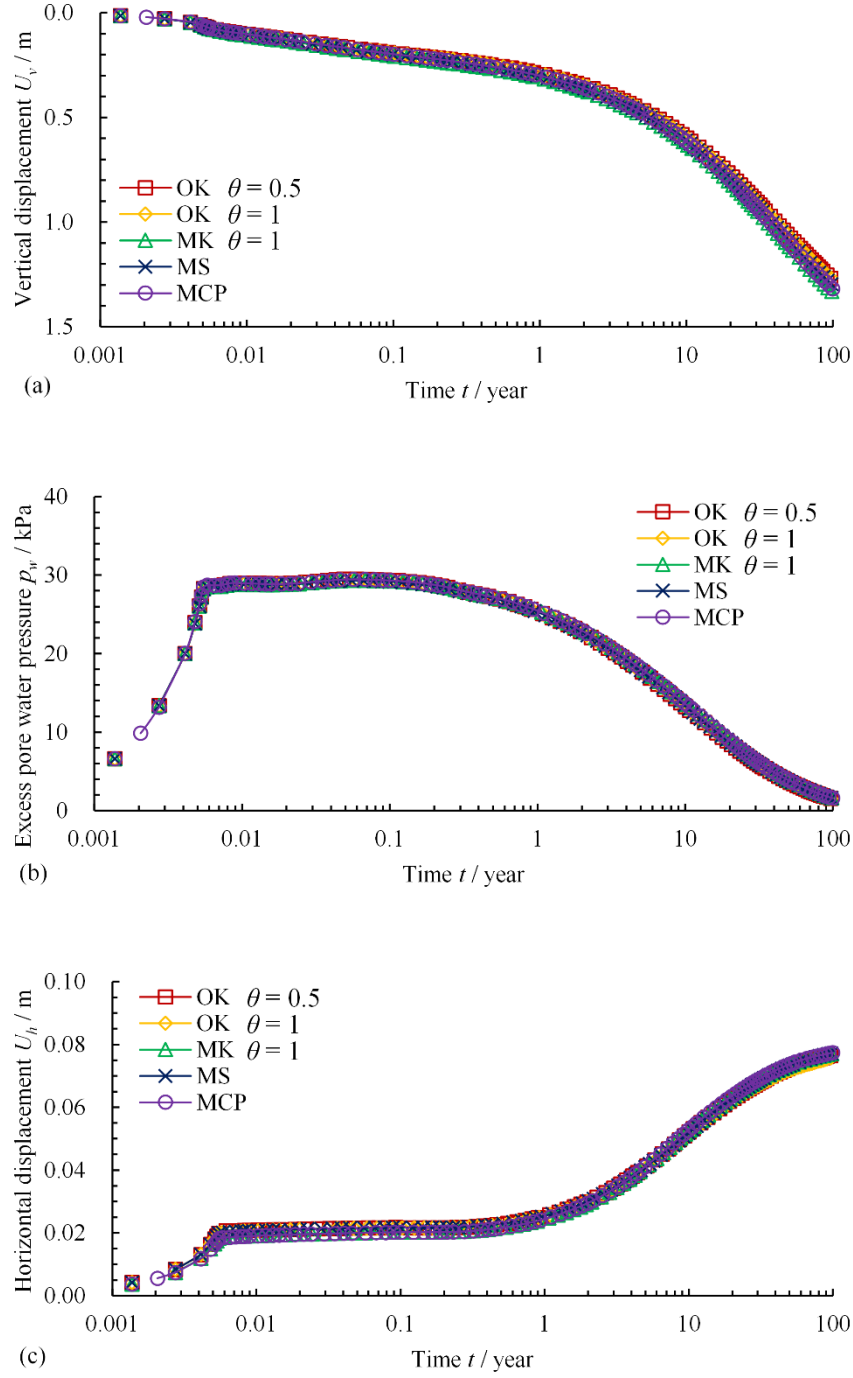 0.0
0.5
1.0
1.5
Vertical displacement U_v / m
OK θ = 0.5
OK θ = 1
MK θ = 1
MS
MCP
0.001 0.01 0.1 1 10 100
(a)
Time t / year
40
30
20
10
0
Excess pore water pressure p_w / kPa
OK θ = 0.5
OK θ = 1
MK θ = 1
MS
MCP
0.001 0.01 0.1 1 10 100
(b)
Time t / year
0.10
0.08
0.06
0.04
0.02
0.00
Horizontal displacement U_h / m
OK θ = 0.5
OK θ = 1
MK θ = 1
MS
MCP
0.001 0.01 0.1 1 10 100
(c)
Time t / year